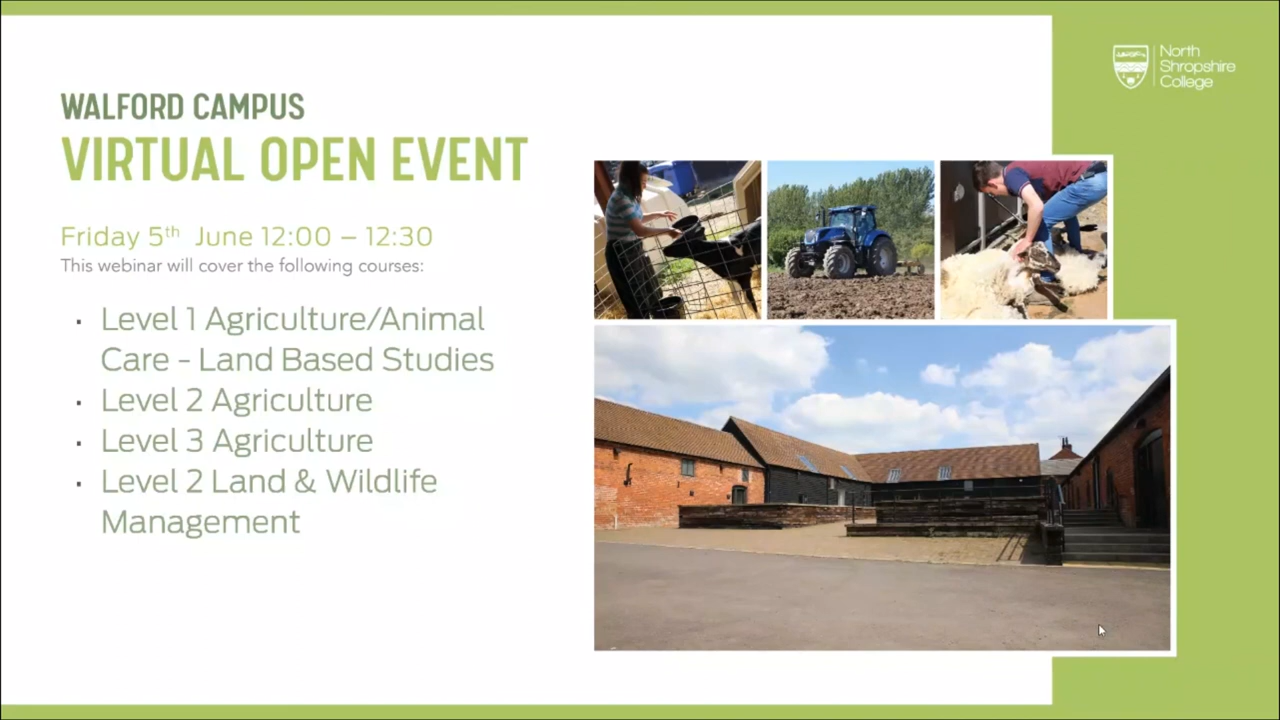 North
Shropshire
College
WALFORD CAMPUS
VIRTUAL OPEN EVENT
Friday 5th June 12:00 – 12:30
This webinar will cover the following courses:
· Level 1 Agriculture/Animal
Care - Land Based Studies
· Level 2 Agriculture
· Level 3 Agriculture
· Level 2 Land & Wildlife
Management